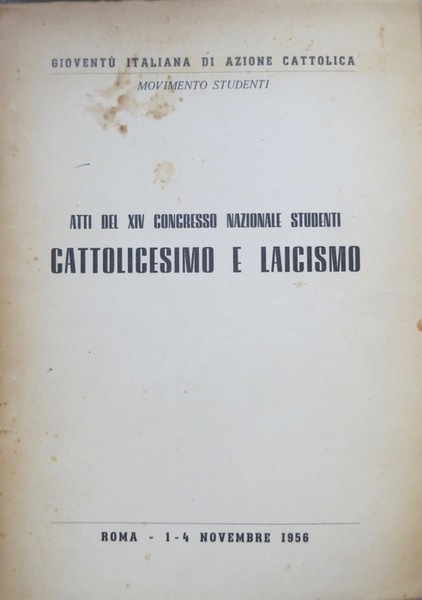 GIOVENTÙ ITALIANA DI AZIONE CATTOLICA
MOVIMENTO STUDENTI
ATTI DEL XIV CONGRESSO NAZIONALE STUDENTI
CATTOLICESIMO E LAICISMO
ROMA - 1-4 NOVEMBRE 1956